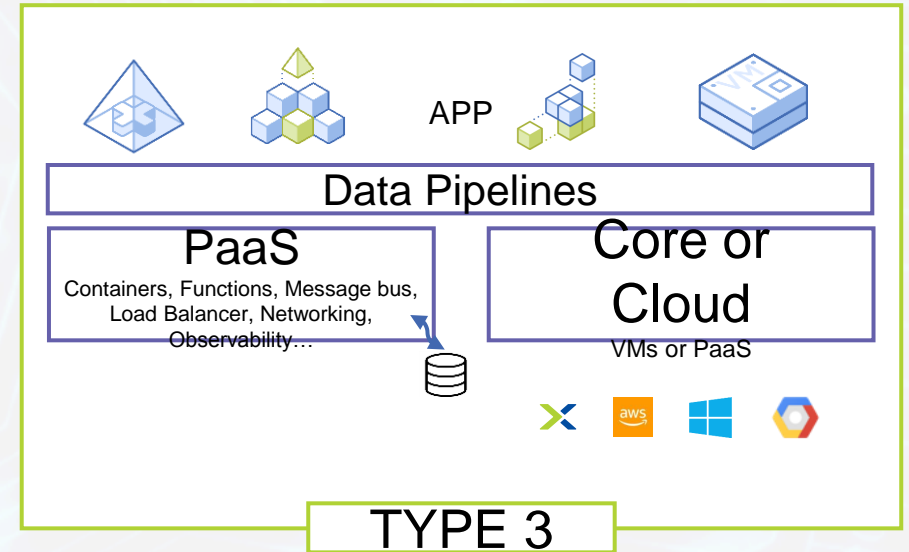 APP
VM
Data Pipelines
PaaS
Containers, Functions, Message bus,
Load Balancer, Networking,
Observability…
Core or
Cloud
VMs or PaaS
aws
TYPE 3